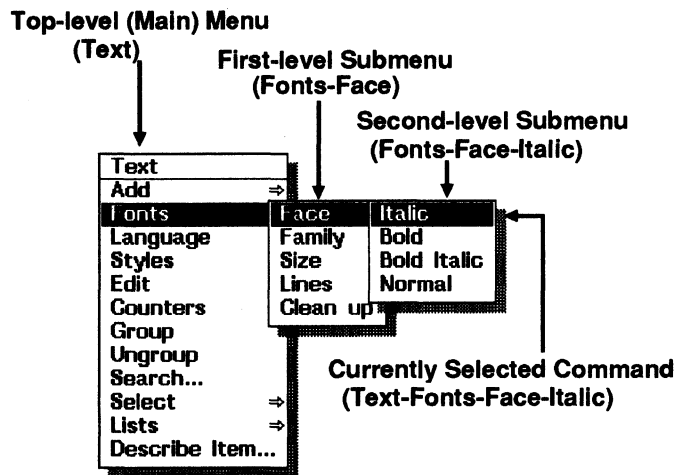 Top-level (Main) Menu
(Text)
First-level Submenu
(Fonts-Face)
Second-level Submenu
(Fonts-Face-Italic)
Text
Add ⇒
Fonts
Language
Styles
Edit
Counters
Group
Ungroup
Search...
Select ⇒
Lists ⇒
Describe Item...
Face
Family
Size
Lines
Clean up
Italic
Bold
Bold Italic
Normal
Currently Selected Command
(Text-Fonts-Face-Italic)